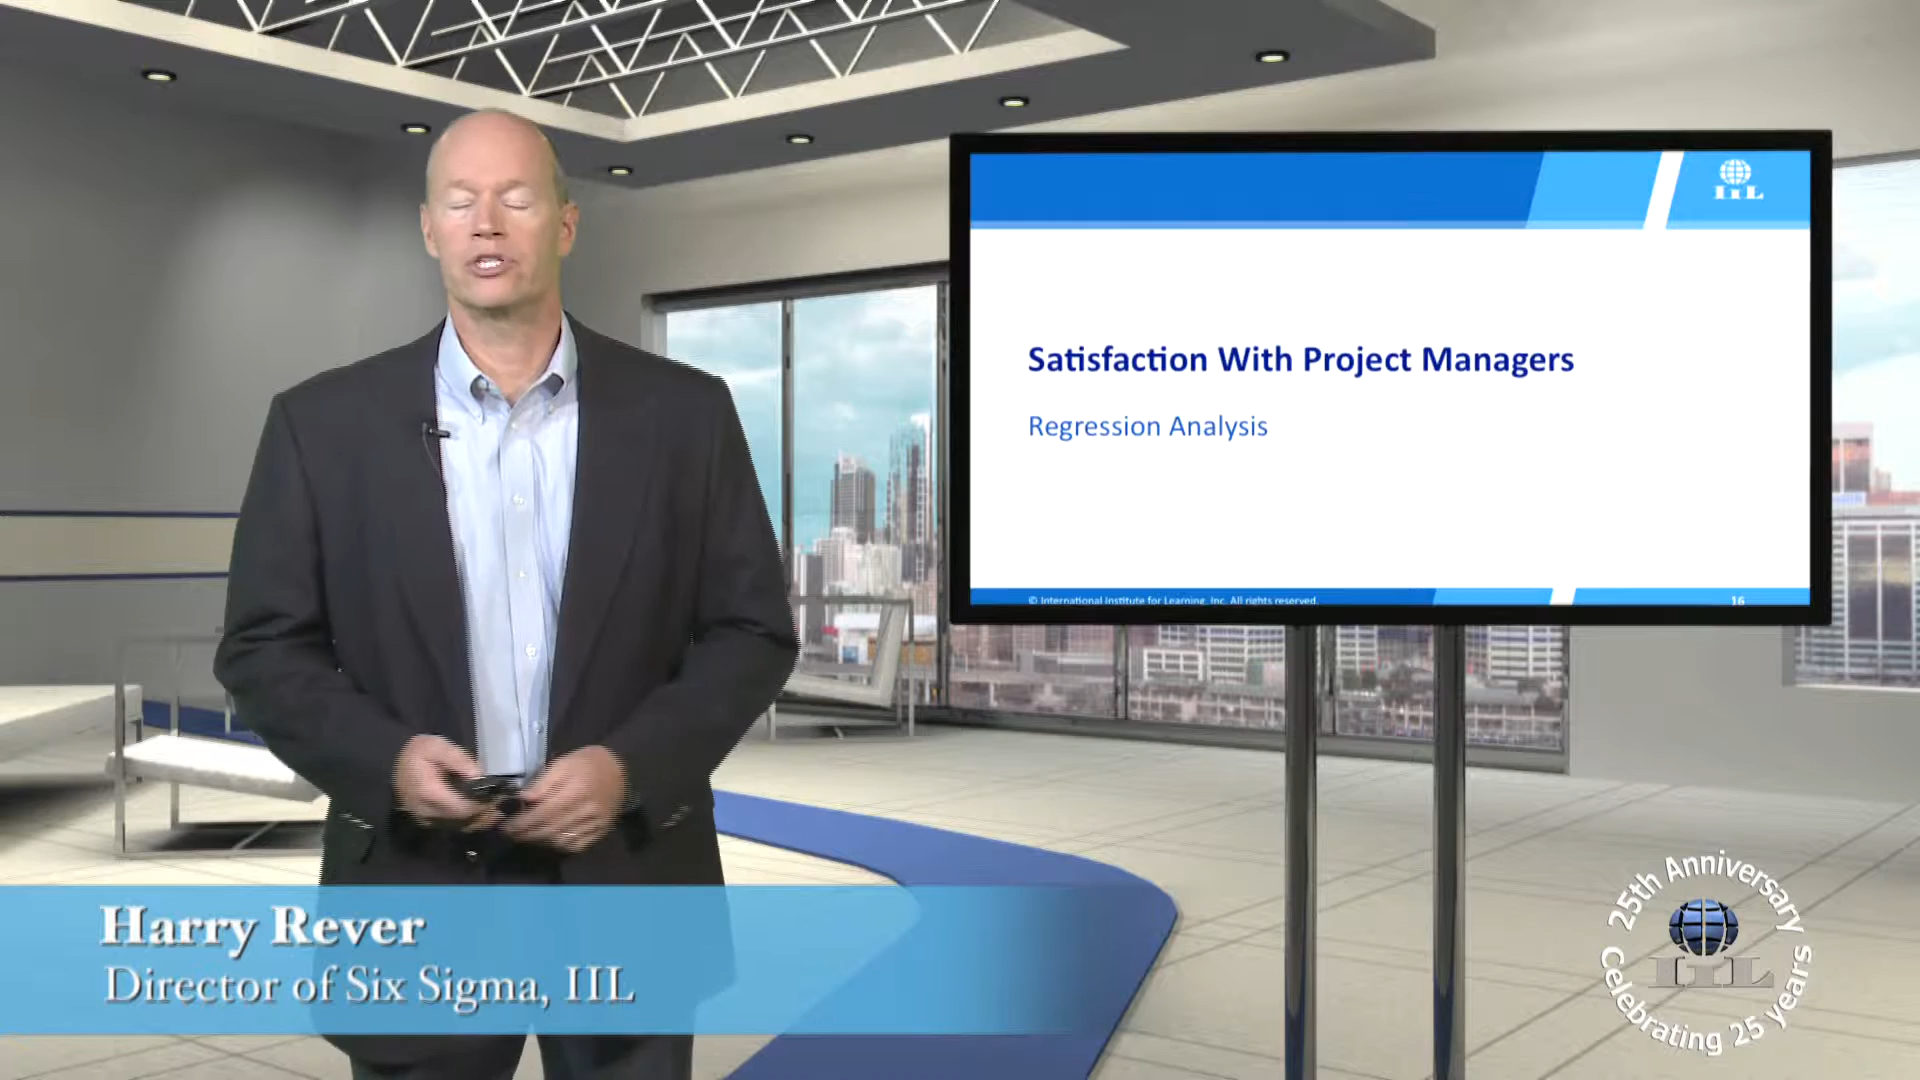 IIL
Satisfaction With Project Managers
Regression Analysis
© International Institute for Learning, Inc. All rights reserved.
16
Harry Rever
Director of Six Sigma, IIL
25th Anniversary
IIL
Celebrating 25 years